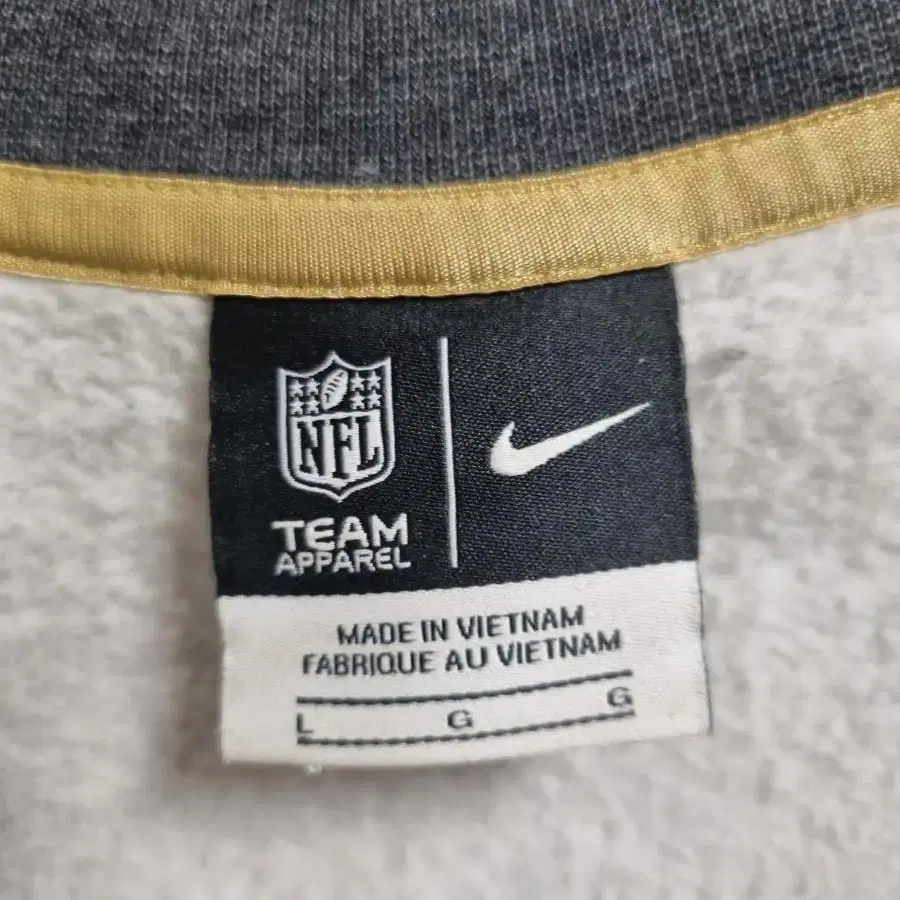 NFL
TEAM
APPAREL
MADE IN VIETNAM
FABRIQUE AU VIETNAM
L G G